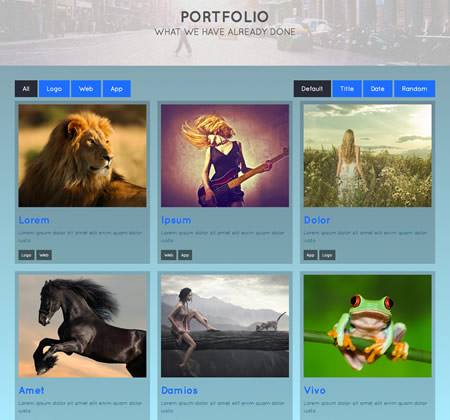 PORTFOLIO
WHAT WE HAVE ALREADY DONE
All Logo Web App Default Title Date Random
Lorem Ipsum Dolor
Lorem ipsum dolor sit amet elit enim quam dolor Lorem ipsum dolor sit amet elit enim quam dolor Lorem ipsum dolor sit amet elit enim quam dolor
Logo Web Web App App Logo
Amet Damios Vivo
Lorem ipsum dolor sit amet elit enim quam dolor Lorem ipsum dolor sit amet elit enim quam dolor Lorem ipsum dolor sit amet elit enim quam dolor